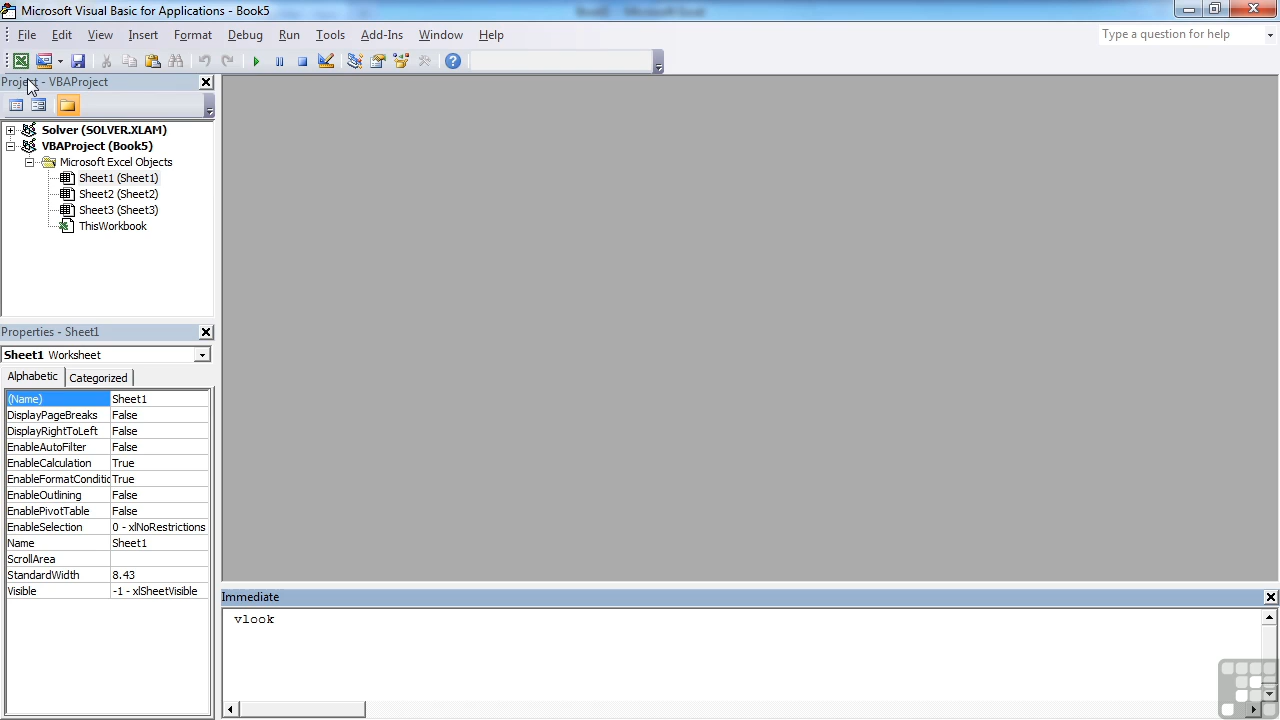 Microsoft Visual Basic for Applications - Book5
File Edit View Insert Format Debug Run Tools Add-Ins Window Help
Type a question for help
Project - VBAProject
Solver (SOLVER.XLAM)
VBAProject (Book5)
Microsoft Excel Objects
Sheet1 (Sheet1)
Sheet2 (Sheet2)
Sheet3 (Sheet3)
ThisWorkbook
Properties - Sheet1
Sheet1 Worksheet
Alphabetic Categorized
(Name) Sheet1
DisplayPageBreaks False
DisplayRightToLeft False
EnableAutoFilter False
EnableCalculation True
EnableFormatConditic True
EnableOutlining False
EnablePivotTable False
EnableSelection 0 - xlNoRestrictions
Name Sheet1
ScrollArea
StandardWidth 8.43
Visible -1 - xlSheetVisible
Immediate
vlook